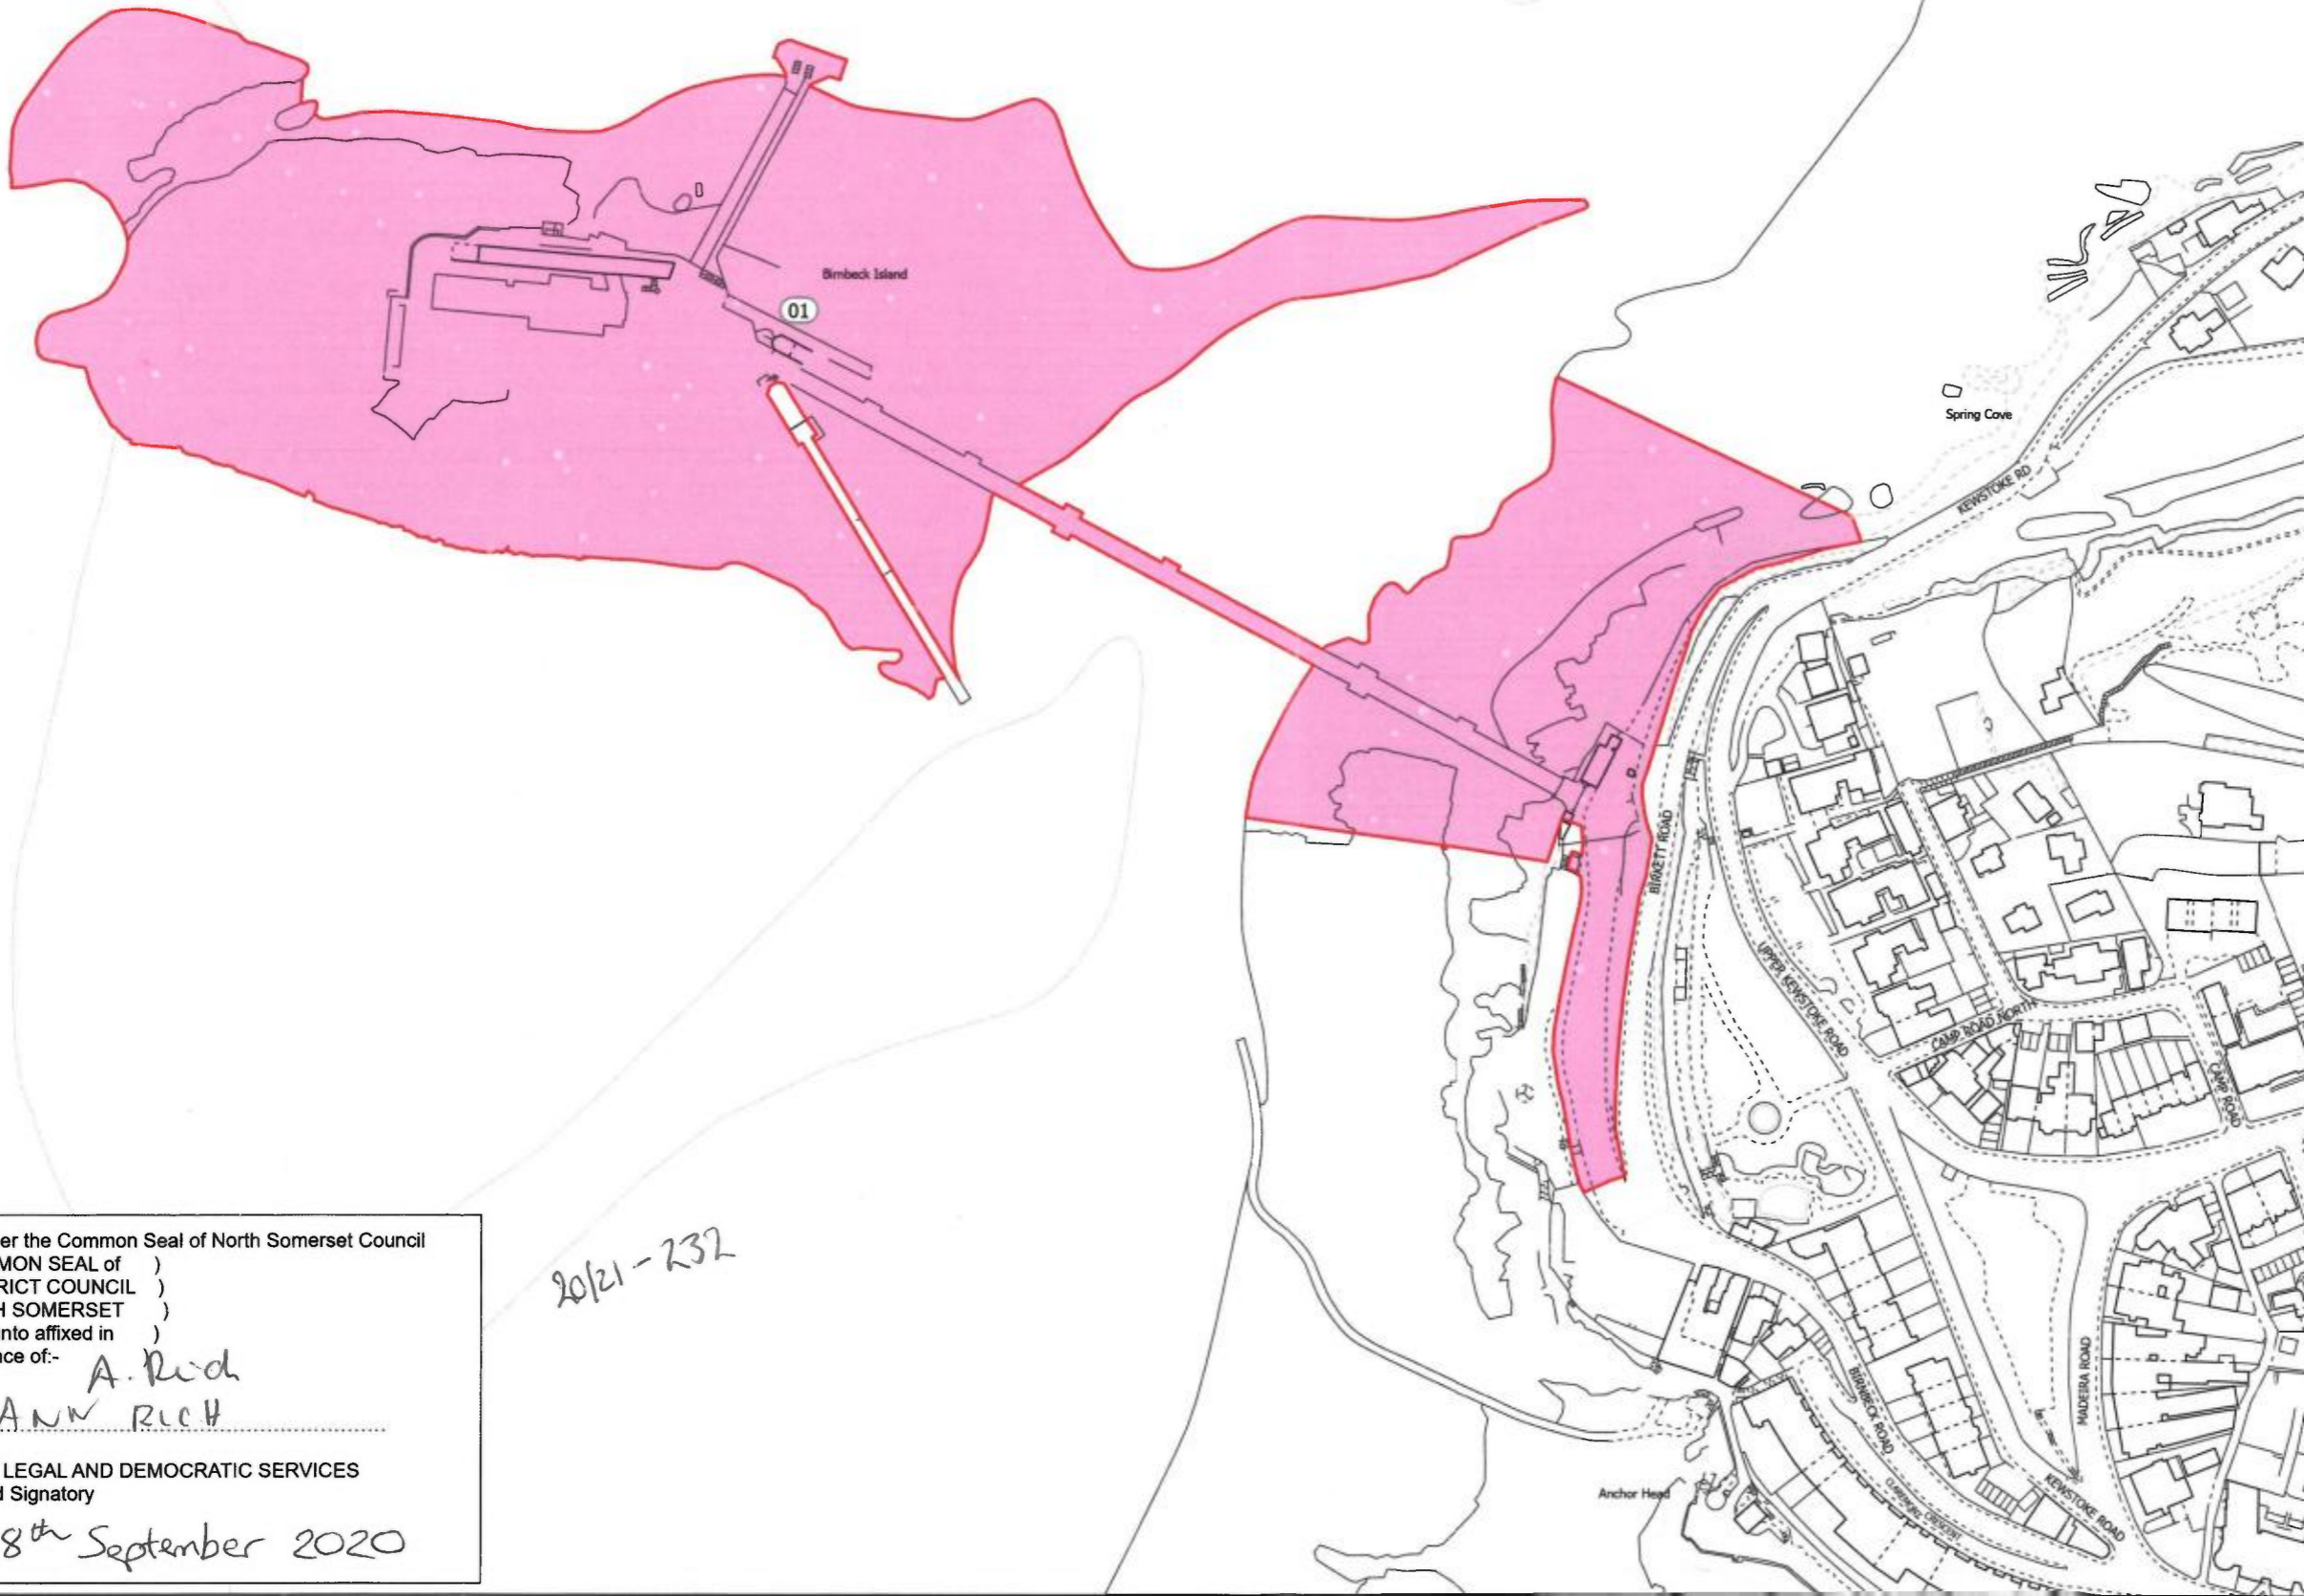 Bimbeck Island
01
Spring Cove
KEWSTOKE RD
BIRKETT ROAD
UPPER KEWSTOKE ROAD
CAMP ROAD NORTH
CAMP ROAD
MADEIRA ROAD
BIRNBECK ROAD
CLAREMONT CRESCENT
KEWSTOKE ROAD
Anchor Head
20/21-232
er the Common Seal of North Somerset Council
MON SEAL of )
RICT COUNCIL )
H SOMERSET )
nto affixed in )
nce of:- )
A. Rich
ANN RICH
LEGAL AND DEMOCRATIC SERVICES
d Signatory
8th September 2020